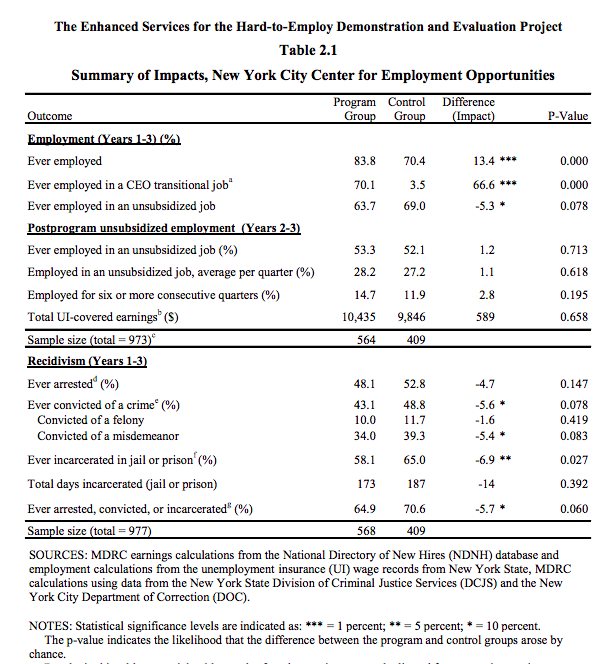 The Enhanced Services for the Hard-to-Employ Demonstration and Evaluation Project
Table 2.1
Summary of Impacts, New York City Center for Employment Opportunities
Program Control Difference
Outcome Group Group (Impact) P-Value
Employment (Years 1-3) (%)
Ever employed 83.8 70.4 13.4 *** 0.000
Ever employed in a CEO transitional job^a 70.1 3.5 66.6 *** 0.000
Ever employed in an unsubsidized job 63.7 69.0 -5.3 * 0.078
Postprogram unsubsidized employment (Years 2-3)
Ever employed in an unsubsidized job (%) 53.3 52.1 1.2 0.713
Employed in an unsubsidized job, average per quarter (%) 28.2 27.2 1.1 0.618
Employed for six or more consecutive quarters (%) 14.7 11.9 2.8 0.195
Total UI-covered earnings^b ($) 10,435 9,846 589 0.658
Sample size (total = 973)^c 564 409
Recidivism (Years 1-3)
Ever arrested^d (%) 48.1 52.8 -4.7 0.147
Ever convicted of a crime^e (%) 43.1 48.8 -5.6 * 0.078
Convicted of a felony 10.0 11.7 -1.6 0.419
Convicted of a misdemeanor 34.0 39.3 -5.4 * 0.083
Ever incarcerated in jail or prison^f (%) 58.1 65.0 -6.9 ** 0.027
Total days incarcerated (jail or prison) 173 187 -14 0.392
Ever arrested, convicted, or incarcerated^g (%) 64.9 70.6 -5.7 * 0.060
Sample size (total = 977) 568 409
SOURCES: MDRC earnings calculations from the National Directory of New Hires (NDNH) database and
employment calculations from the unemployment insurance (UI) wage records from New York State, MDRC
calculations using data from the New York State Division of Criminal Justice Services (DCJS) and the New
York City Department of Correction (DOC).
NOTES: Statistical significance levels are indicated as: *** = 1 percent; ** = 5 percent; * = 10 percent.
The p-value indicates the likelihood that the difference between the program and control groups arose by
chance.